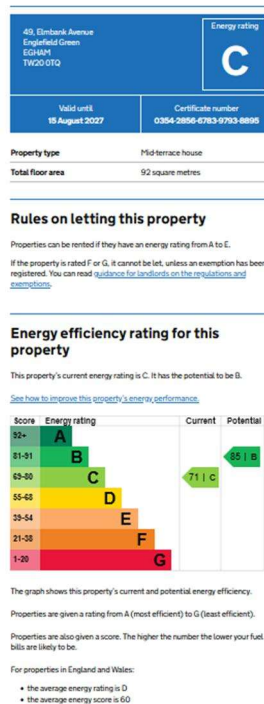 49, Elmbank Avenue
Englefield Green
EGHAM
TW20 0TQ
Energy rating
C
Valid until
15 August 2027
Certificate number
0354-2856-6783-9793-8895
Property type
Mid-terrace house
Total floor area
92 square metres
Rules on letting this property
Properties can be rented if they have an energy rating from A to E.
If the property is rated F or G, it cannot be let, unless an exemption has been
registered. You can read guidance for landlords on the regulations and
exemptions.
Energy efficiency rating for this
property
This property's current energy rating is C. It has the potential to be B.
See how to improve this property's energy performance.
Score Energy rating Current Potential
92+ A
81-91 B 85 | B
69-80 C 71 | C
55-68 D
39-54 E
21-38 F
1-20 G
The graph shows this property's current and potential energy efficiency.
Properties are given a rating from A (most efficient) to G (least efficient).
Properties are also given a score. The higher the number the lower your fuel
bills are likely to be.
For properties in England and Wales:
• the average energy rating is D
• the average energy score is 60